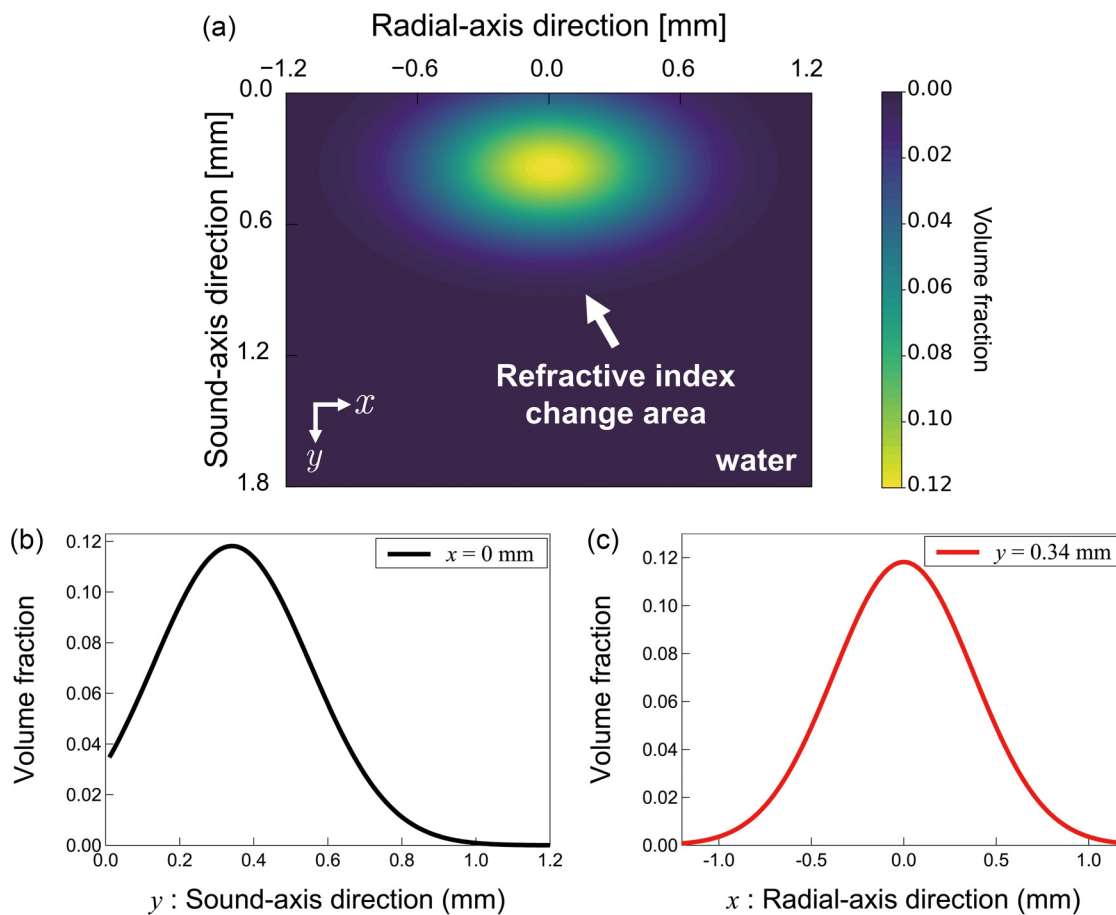 (a)
Radial-axis direction [mm]
−1.2 −0.6 0.0 0.6 1.2
Sound-axis direction [mm]
0.0
0.6
1.2
1.8
Refractive index
change area
x
y
water
0.00
0.02
0.04
0.06
0.08
0.10
0.12
Volume fraction
(b)
x = 0 mm
Volume fraction
0.12
0.10
0.08
0.06
0.04
0.02
0.00
0.0 0.2 0.4 0.6 0.8 1.0 1.2
y : Sound-axis direction (mm)
(c)
y = 0.34 mm
Volume fraction
0.12
0.10
0.08
0.06
0.04
0.02
0.00
-1.0 -0.5 0.0 0.5 1.0
x : Radial-axis direction (mm)